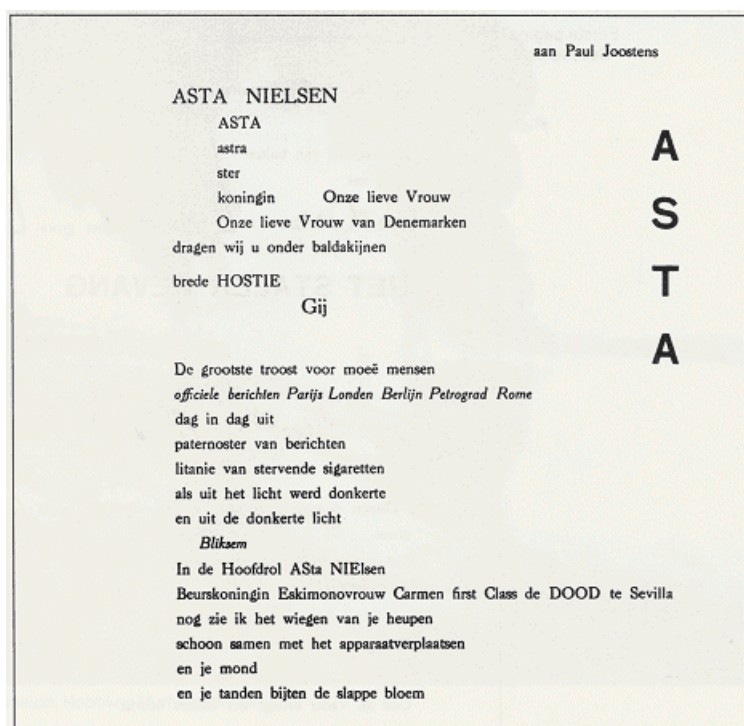 aan Paul Joostens
ASTA NIELSEN
ASTA
astra
ster
koningin Onze lieve Vrouw
Onze lieve Vrouw van Denemarken
dragen wij u onder baldakijnen
brede HOSTIE
Gij
A
S
T
A
De grootste troost voor moeë mensen
officiele berichten Parijs Londen Berlijn Petrograd Rome
dag in dag uit
paternoster van berichten
litanie van stervende sigaretten
als uit het licht werd donkerte
en uit de donkerte licht
Bliksem
In de Hoofdrol ASta NIElsen
Beurskoningin Eskimonovrouw Carmen first Class de DOOD te Sevilla
nog zie ik het wiegen van je heupen
schoon samen met het apparaatverplaatsen
en je mond
en je tanden bijten de slappe bloem